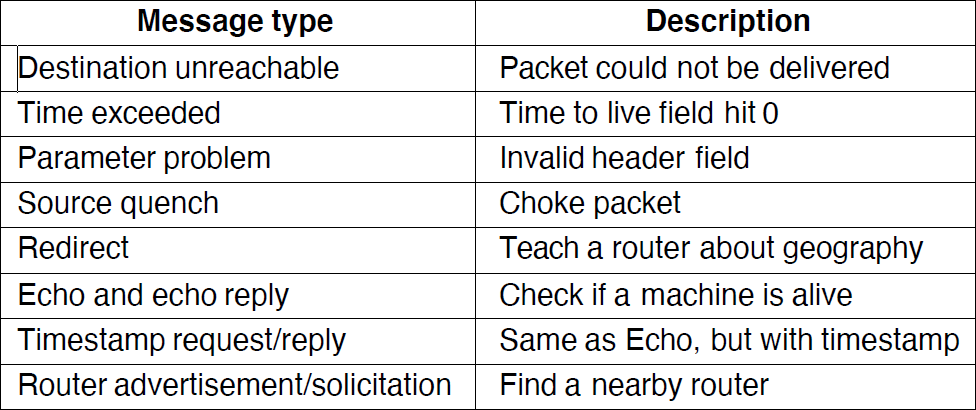 Message type Description
Destination unreachable Packet could not be delivered
Time exceeded Time to live field hit 0
Parameter problem Invalid header field
Source quench Choke packet
Redirect Teach a router about geography
Echo and echo reply Check if a machine is alive
Timestamp request/reply Same as Echo, but with timestamp
Router advertisement/solicitation Find a nearby router